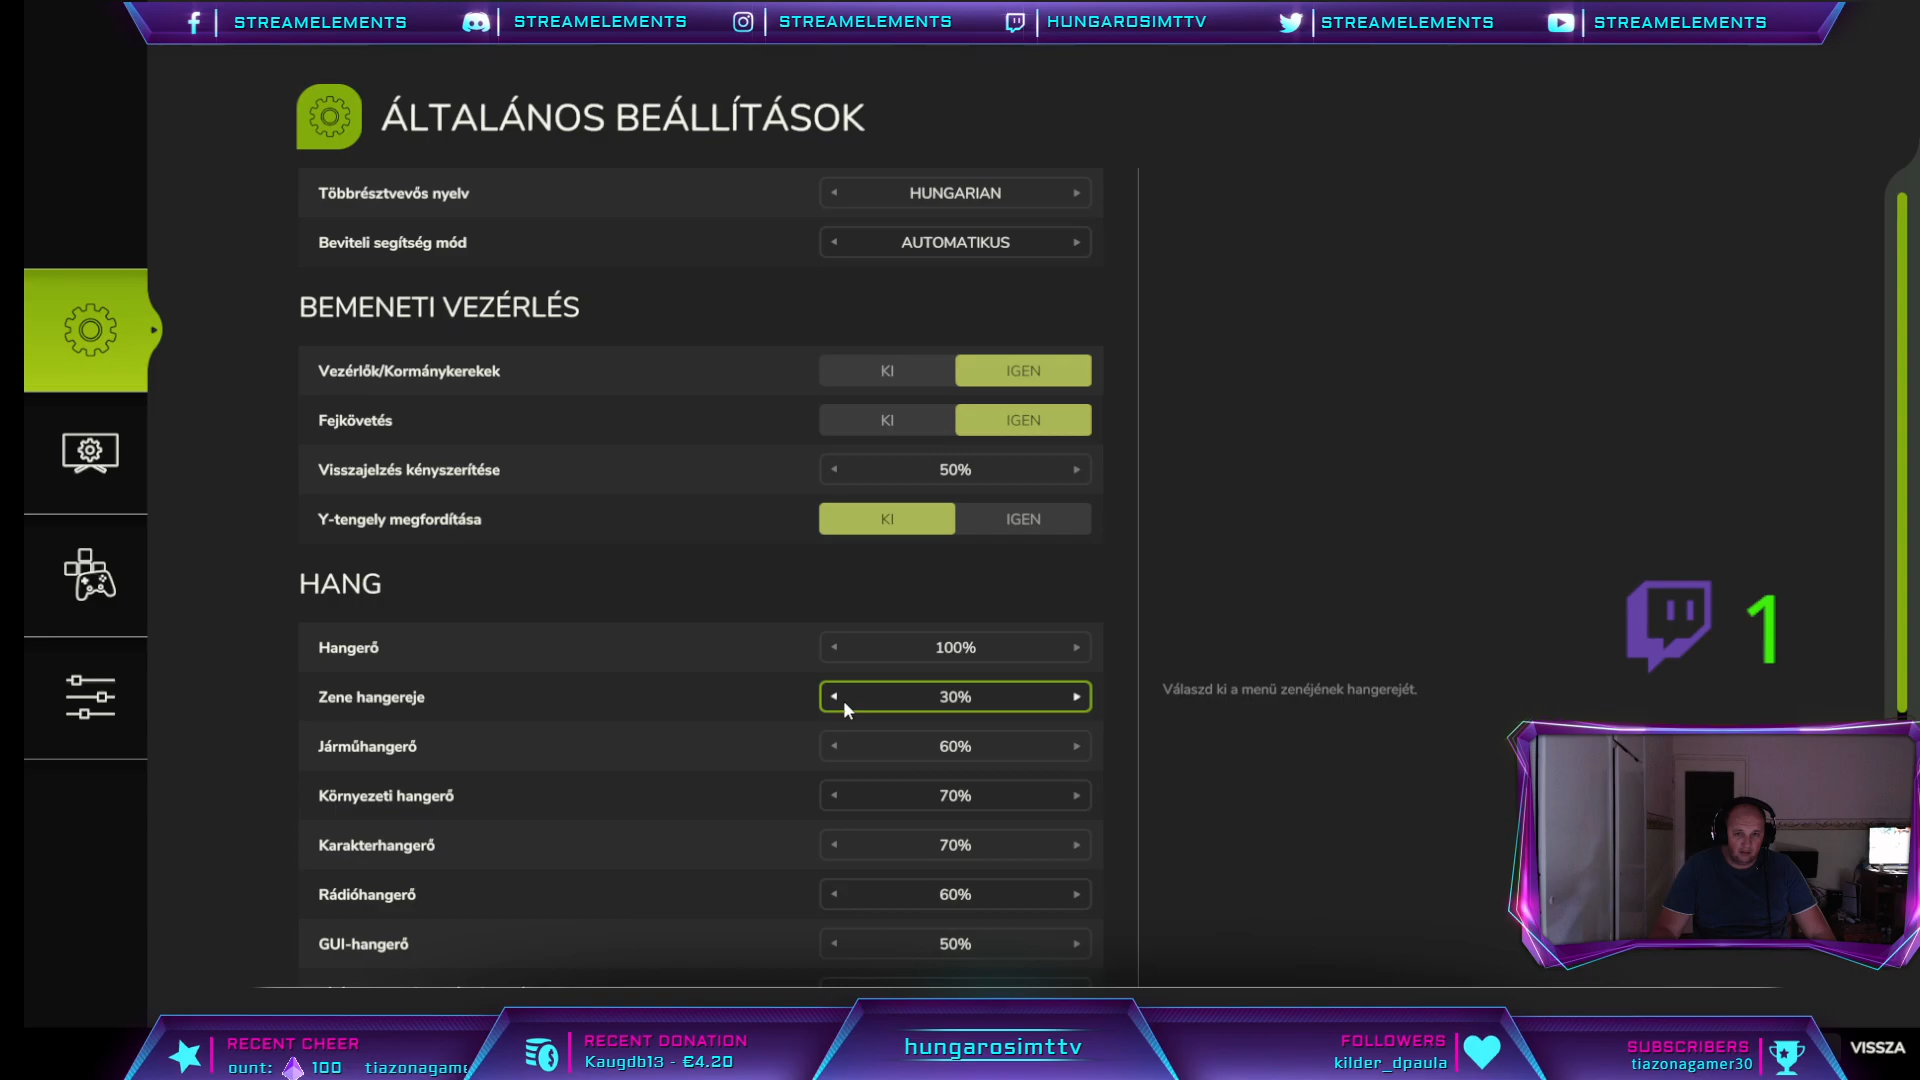 STREAMELEMENTS STREAMELEMENTS STREAMELEMENTS HUNGAROSIMTTV STREAMELEMENTS STREAMELEMENTS
ÁLTALÁNOS BEÁLLÍTÁSOK
Többrésztvevős nyelv HUNGARIAN
Beviteli segítség mód AUTOMATIKUS
BEMENETI VEZÉRLÉS
Vezérlők/Kormánykerekek KI IGEN
Fejkövetés KI IGEN
Visszajelzés kényszerítése 50%
Y-tengely megfordítása KI IGEN
HANG
Hangerő 100%
Zene hangereje 30%
Válaszd ki a menü zenéjének hangerejét.
1
Járműhangerő 60%
Környezeti hangerő 70%
Karakterhangerő 70%
Rádióhangerő 60%
GUI-hangerő 50%
RECENT CHEER
ount: 100 tiazonagame
RECENT DONATION
Kaugdb13 - €4.20
hungarosimttv
FOLLOWERS
kilder_dpaula
SUBSCRIBERS
tiazonagamer30
VISSZA